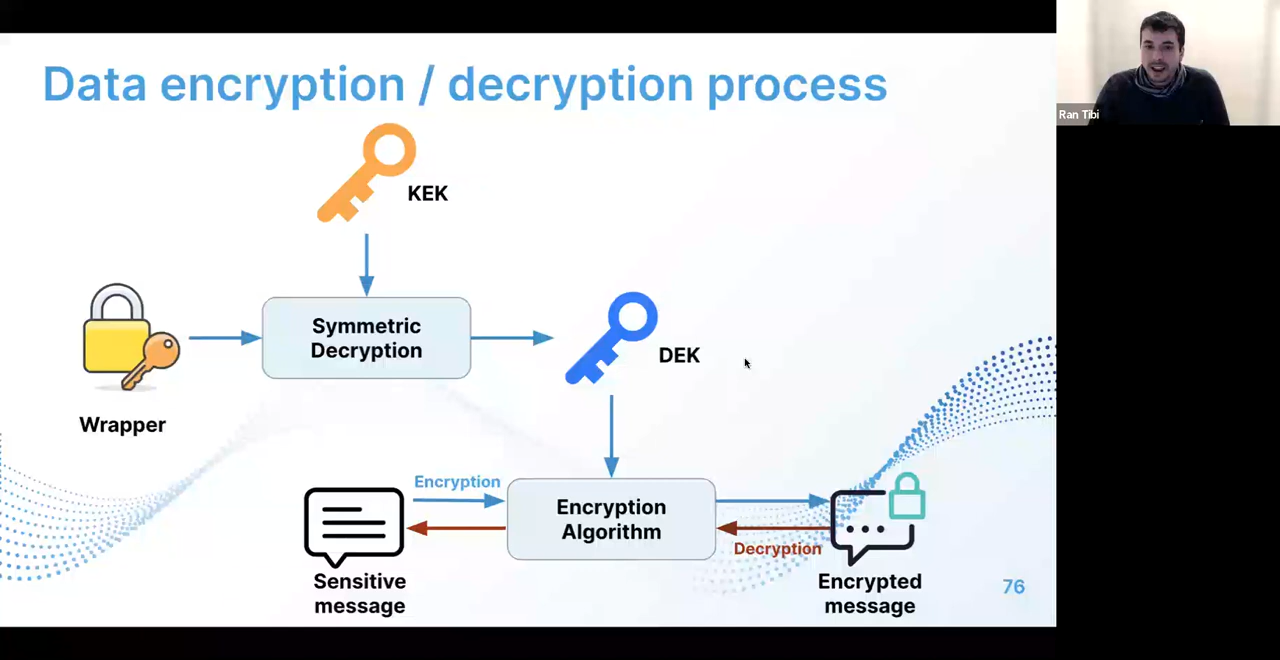 Data encryption / decryption process
Ran Tibi
KEK
Symmetric
Decryption
DEK
Wrapper
Encryption
Encryption
Algorithm
Decryption
Sensitive
message
Encrypted
message
76